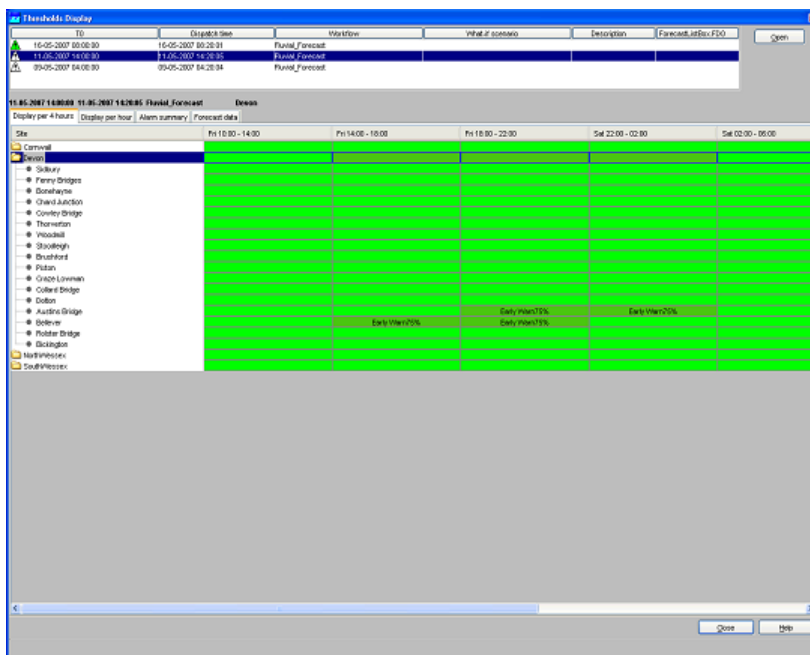 Thresholds Display
T0 Dispatch time Workflow What-if scenario Description ForecastListBox.FDO
Open
16-05-2007 00:00:00 16-05-2007 00:20:01 Fluvial_Forecast
11-05-2007 14:00:00 11-05-2007 14:20:05 Fluvial_Forecast
09-05-2007 04:00:00 09-05-2007 04:20:04 Fluvial_Forecast
11-05-2007 14:00:00 11-05-2007 14:20:05 Fluvial_Forecast Devon
Display per 4 hours Display per hour Alarm summary Forecast data
Site Fri 10:00 - 14:00 Fri 14:00 - 18:00 Fri 18:00 - 22:00 Sat 22:00 - 02:00 Sat 02:00 - 06:00
Cornwall
Devon
Sidbury
Fenny Bridges
Bonehayne
Chard Junction
Cowley Bridge
Thorverton
Woodmill
Stoodleigh
Brushford
Pixton
Craze Lowman
Collard Bridge
Dolton
Austins Bridge Early Warn75% Early Warn75%
Bellever Early Warn75% Early Warn75%
Holster Bridge
Bickington
NorthWessex
SouthWessex
Close Help